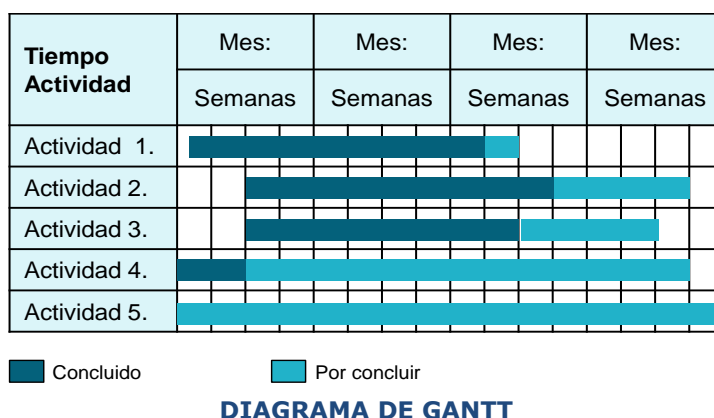 Tiempo
Actividad
Mes: Mes: Mes: Mes:
Semanas Semanas Semanas Semanas
Actividad 1.
Actividad 2.
Actividad 3.
Actividad 4.
Actividad 5.
Concluido Por concluir
DIAGRAMA DE GANTT